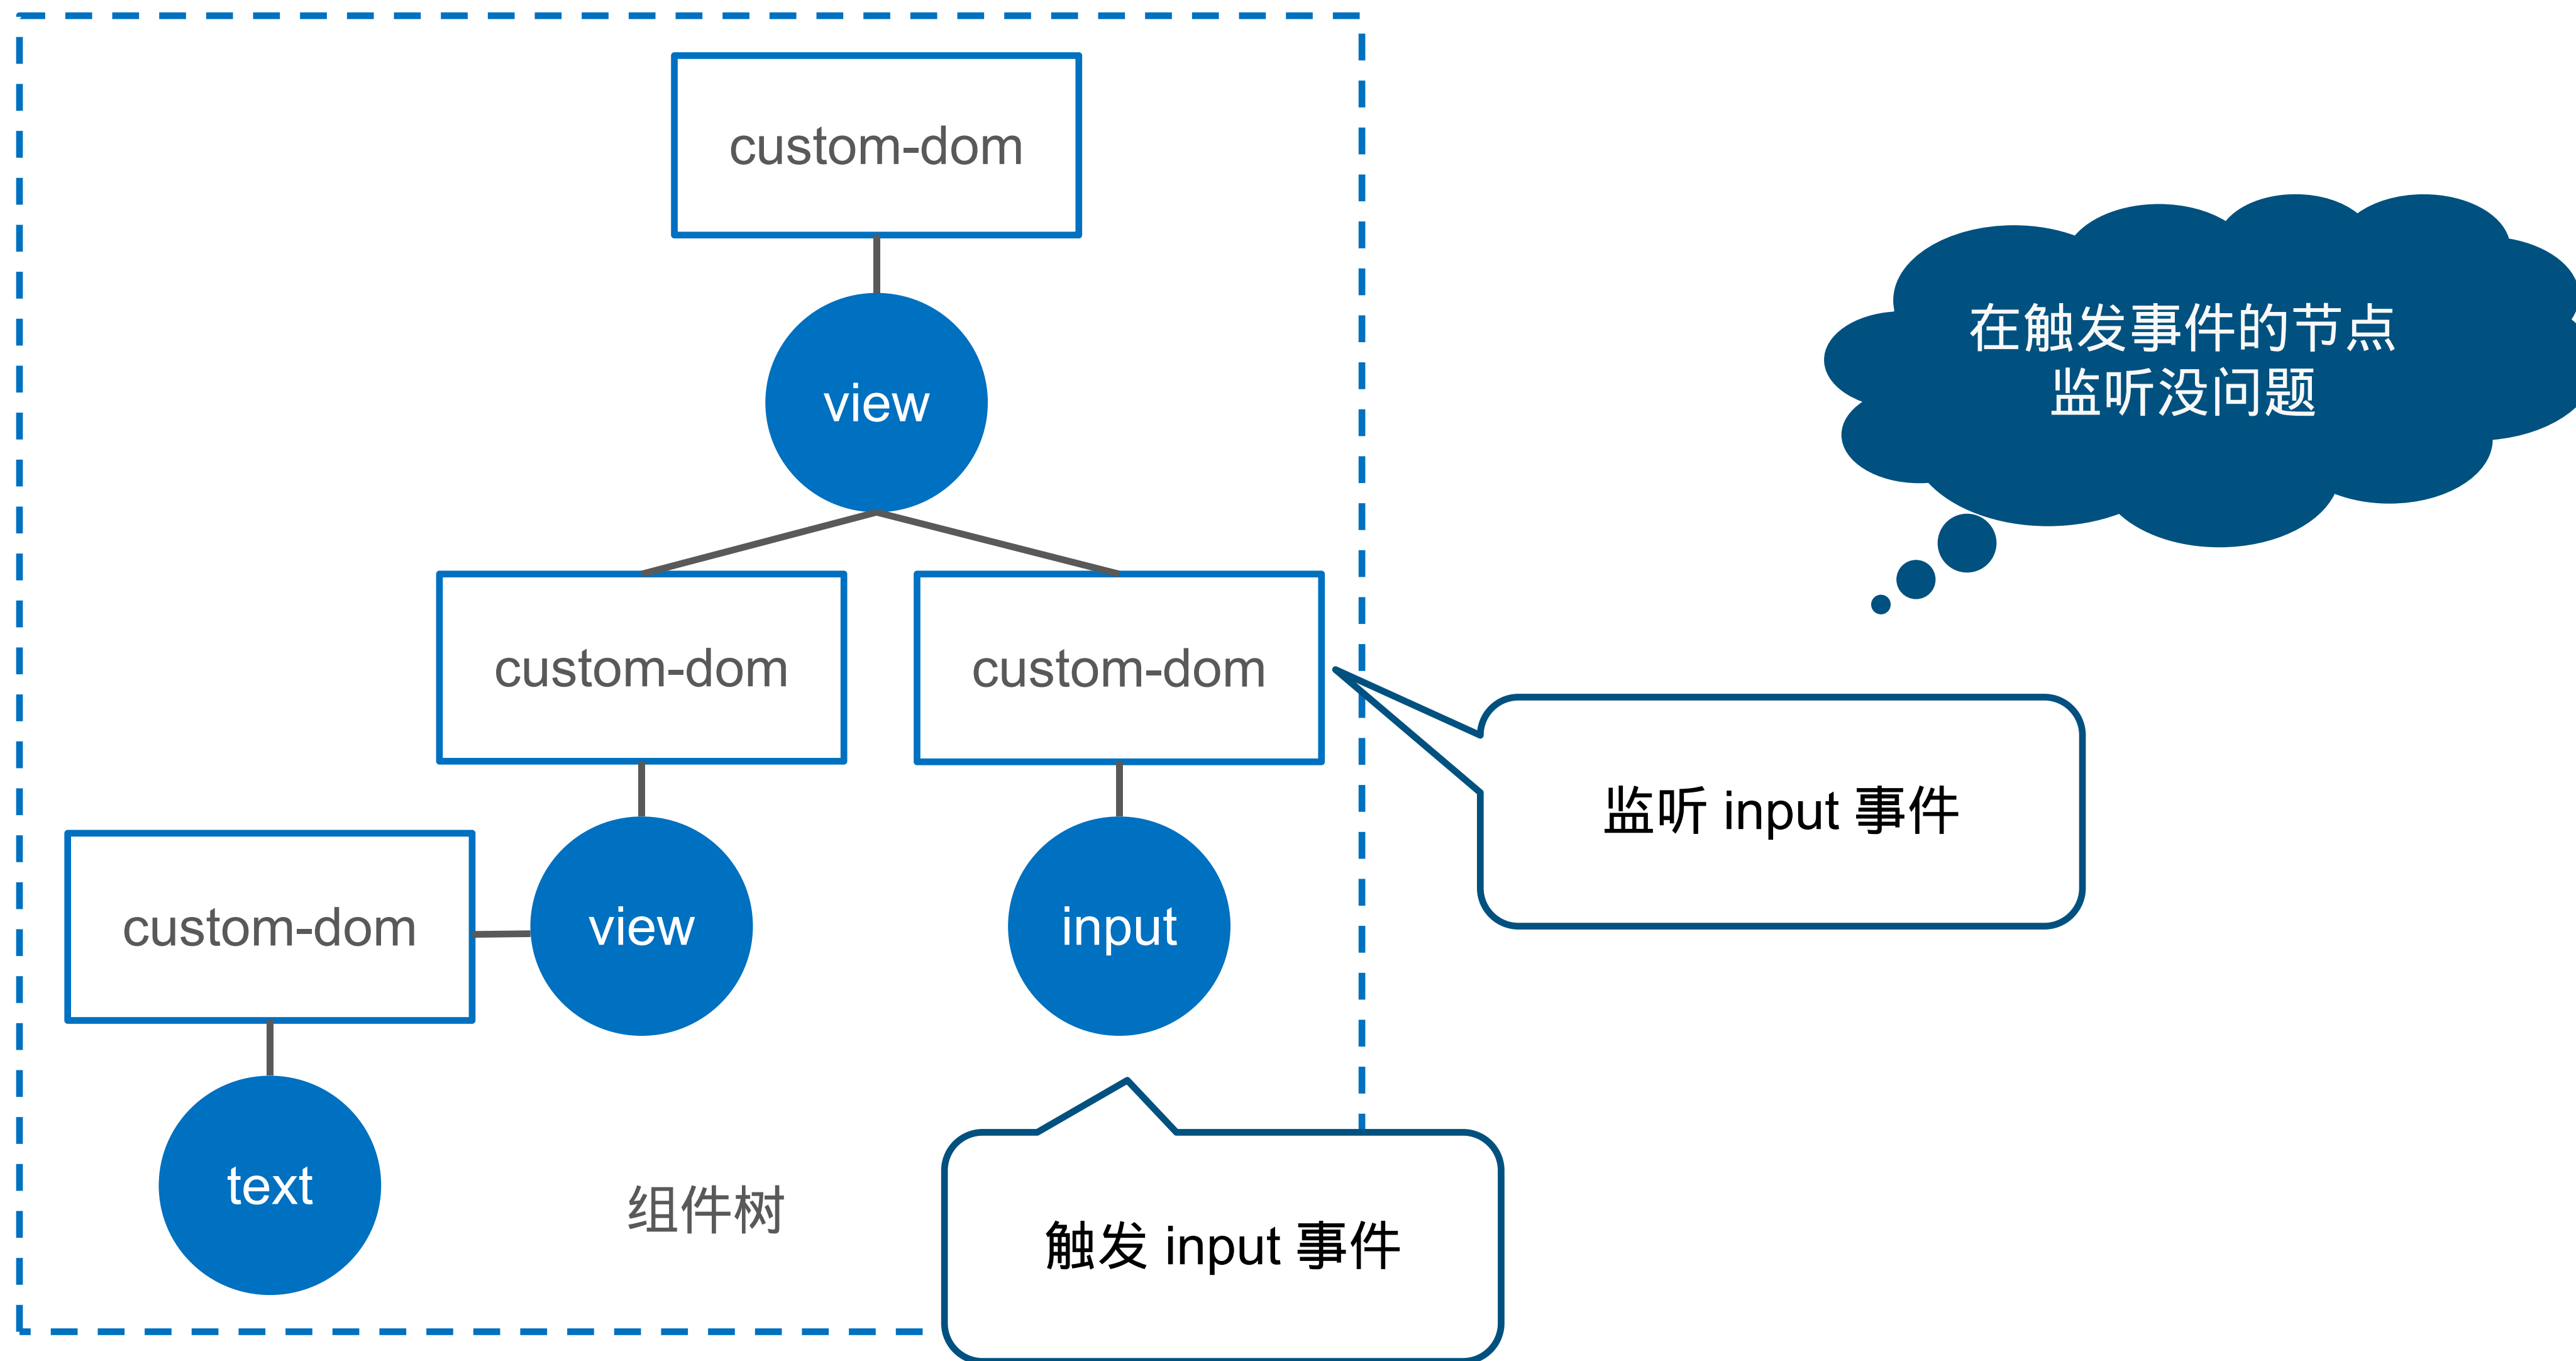 custom-dom
view
在触发事件的节点
监听没问题
custom-dom
custom-dom
监听 input 事件
custom-dom
view
input
text
组件树
触发 input 事件